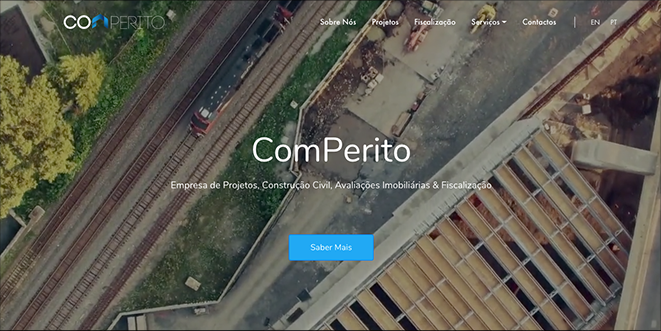 COMPERITO
Sobre Nós Projetos Fiscalização Serviços Contactos EN PT
ComPerito
Empresa de Projetos, Construção Civil, Avaliações Imobiliárias & Fiscalização
Saber Mais